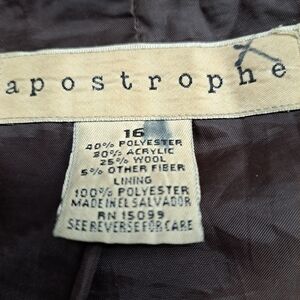 apostrophe
16
40% POLYESTER
30% ACRYLIC
25% WOOL
5% OTHER FIBER
LINING
100% POLYESTER
MADE IN EL SALVADOR
RN 15099
SEE REVERSE FOR CARE